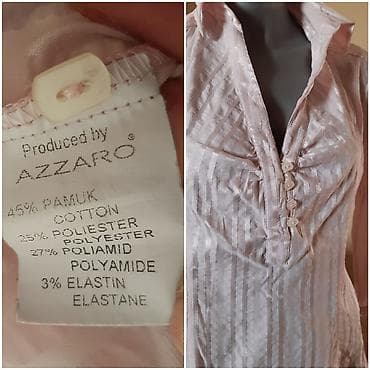 Produced by
AZZARO®
45% PAMUK
COTTON
25% POLIESTER
POLYESTER
27% POLIAMID
POLYAMIDE
3% ELASTIN
ELASTANE